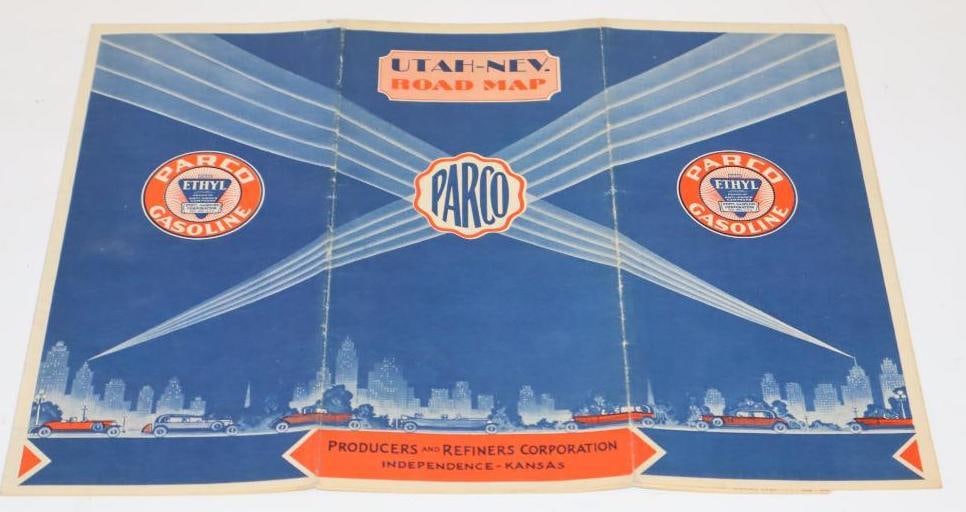 UTAH-NEV.
ROAD MAP
PARCO
ETHYL
GASOLINE
PARCO
PARCO
ETHYL
GASOLINE
PRODUCERS AND REFINERS CORPORATION
INDEPENDENCE - KANSAS